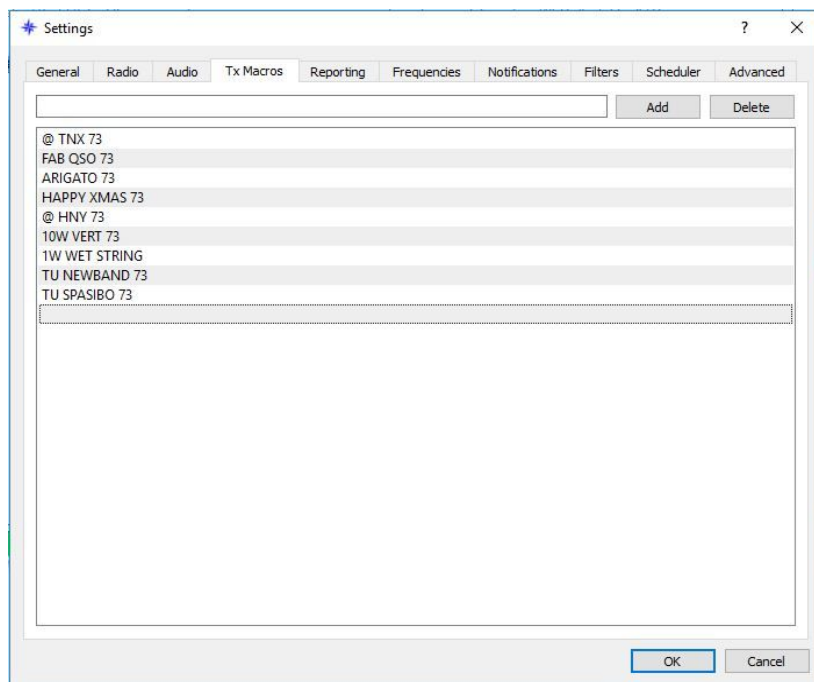 Settings
General Radio Audio Tx Macros Reporting Frequencies Notifications Filters Scheduler Advanced
Add Delete
@ TNX 73
FAB QSO 73
ARIGATO 73
HAPPY XMAS 73
@ HNY 73
10W VERT 73
1W WET STRING
TU NEWBAND 73
TU SPASIBO 73
OK Cancel